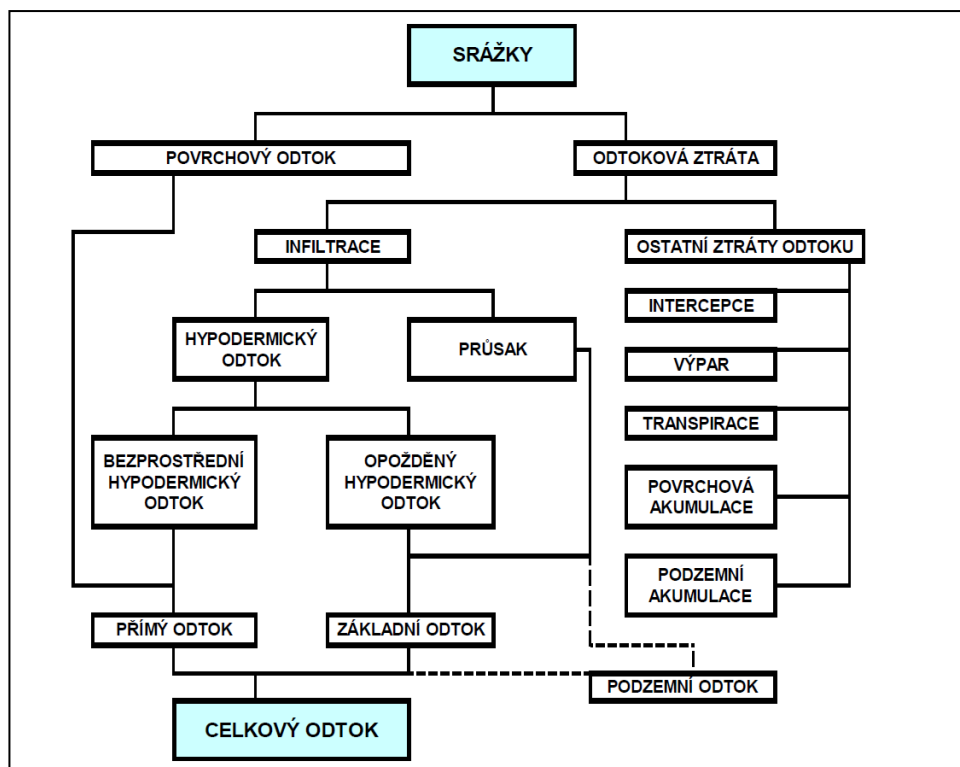 SRÁŽKY
POVRCHOVÝ ODTOK
ODTOKOVÁ ZTRÁTA
INFILTRACE
OSTATNÍ ZTRÁTY ODTOKU
INTERCEPCE
HYPODERMICKÝ
ODTOK
PRŮSAK
VÝPAR
TRANSPIRACE
BEZPROSTŘEDNÍ
HYPODERMICKÝ
ODTOK
OPOŽDĚNÝ
HYPODERMICKÝ
ODTOK
POVRCHOVÁ
AKUMULACE
PODZEMNÍ
AKUMULACE
PŘÍMÝ ODTOK
ZÁKLADNÍ ODTOK
PODZEMNÍ ODTOK
CELKOVÝ ODTOK